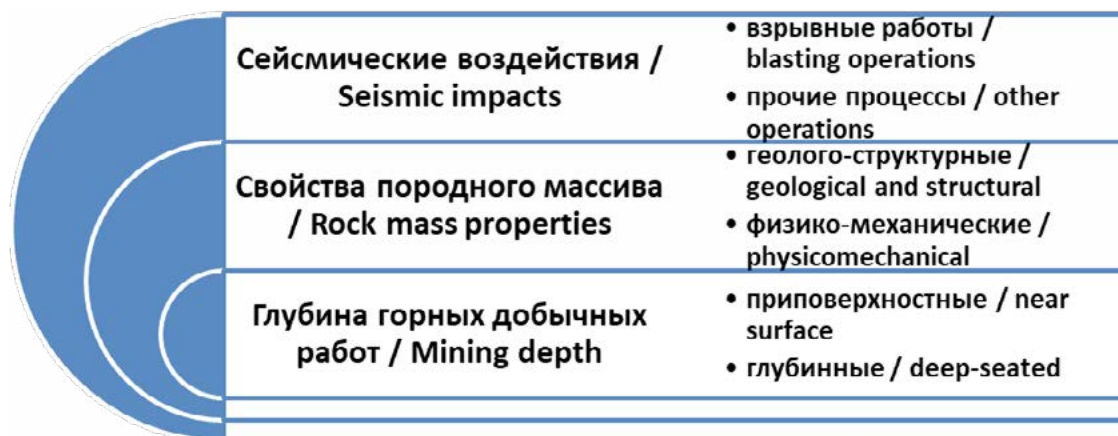 Сейсмические воздействия /
Seismic impacts
• взрывные работы /
blasting operations
• прочие процессы / other
operations
Свойства породного массива
/ Rock mass properties
• геолого-структурные /
geological and structural
• физико-механические /
physicomechanical
Глубина горных добычных
работ / Mining depth
• приповерхностные / near
surface
• глубинные / deep-seated